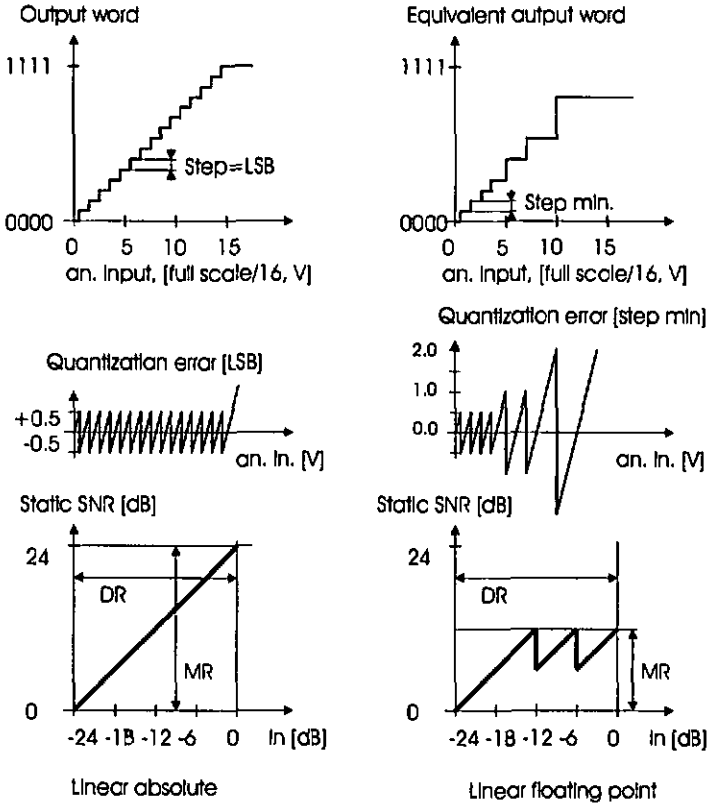 Output word
1111
Step=LSB
0000
0 5 10 15
an. Input, [full scale/16, V]
Quantization error [LSB]
+0.5
-0.5
an. In. [V]
Static SNR [dB]
24
DR
MR
0
-24 -18 -12 -6 0 In [dB]
Linear absolute
Equivalent autput word
1111
Step min.
0000
0 5 10 15
an. Input, [full scale/16, V]
Quantization error [step min]
2.0
1.0
0.0
an. In. [V]
Static SNR [dB]
24
DR
MR
0
-24 -18 -12 -6 0 In [dB]
Linear floating point